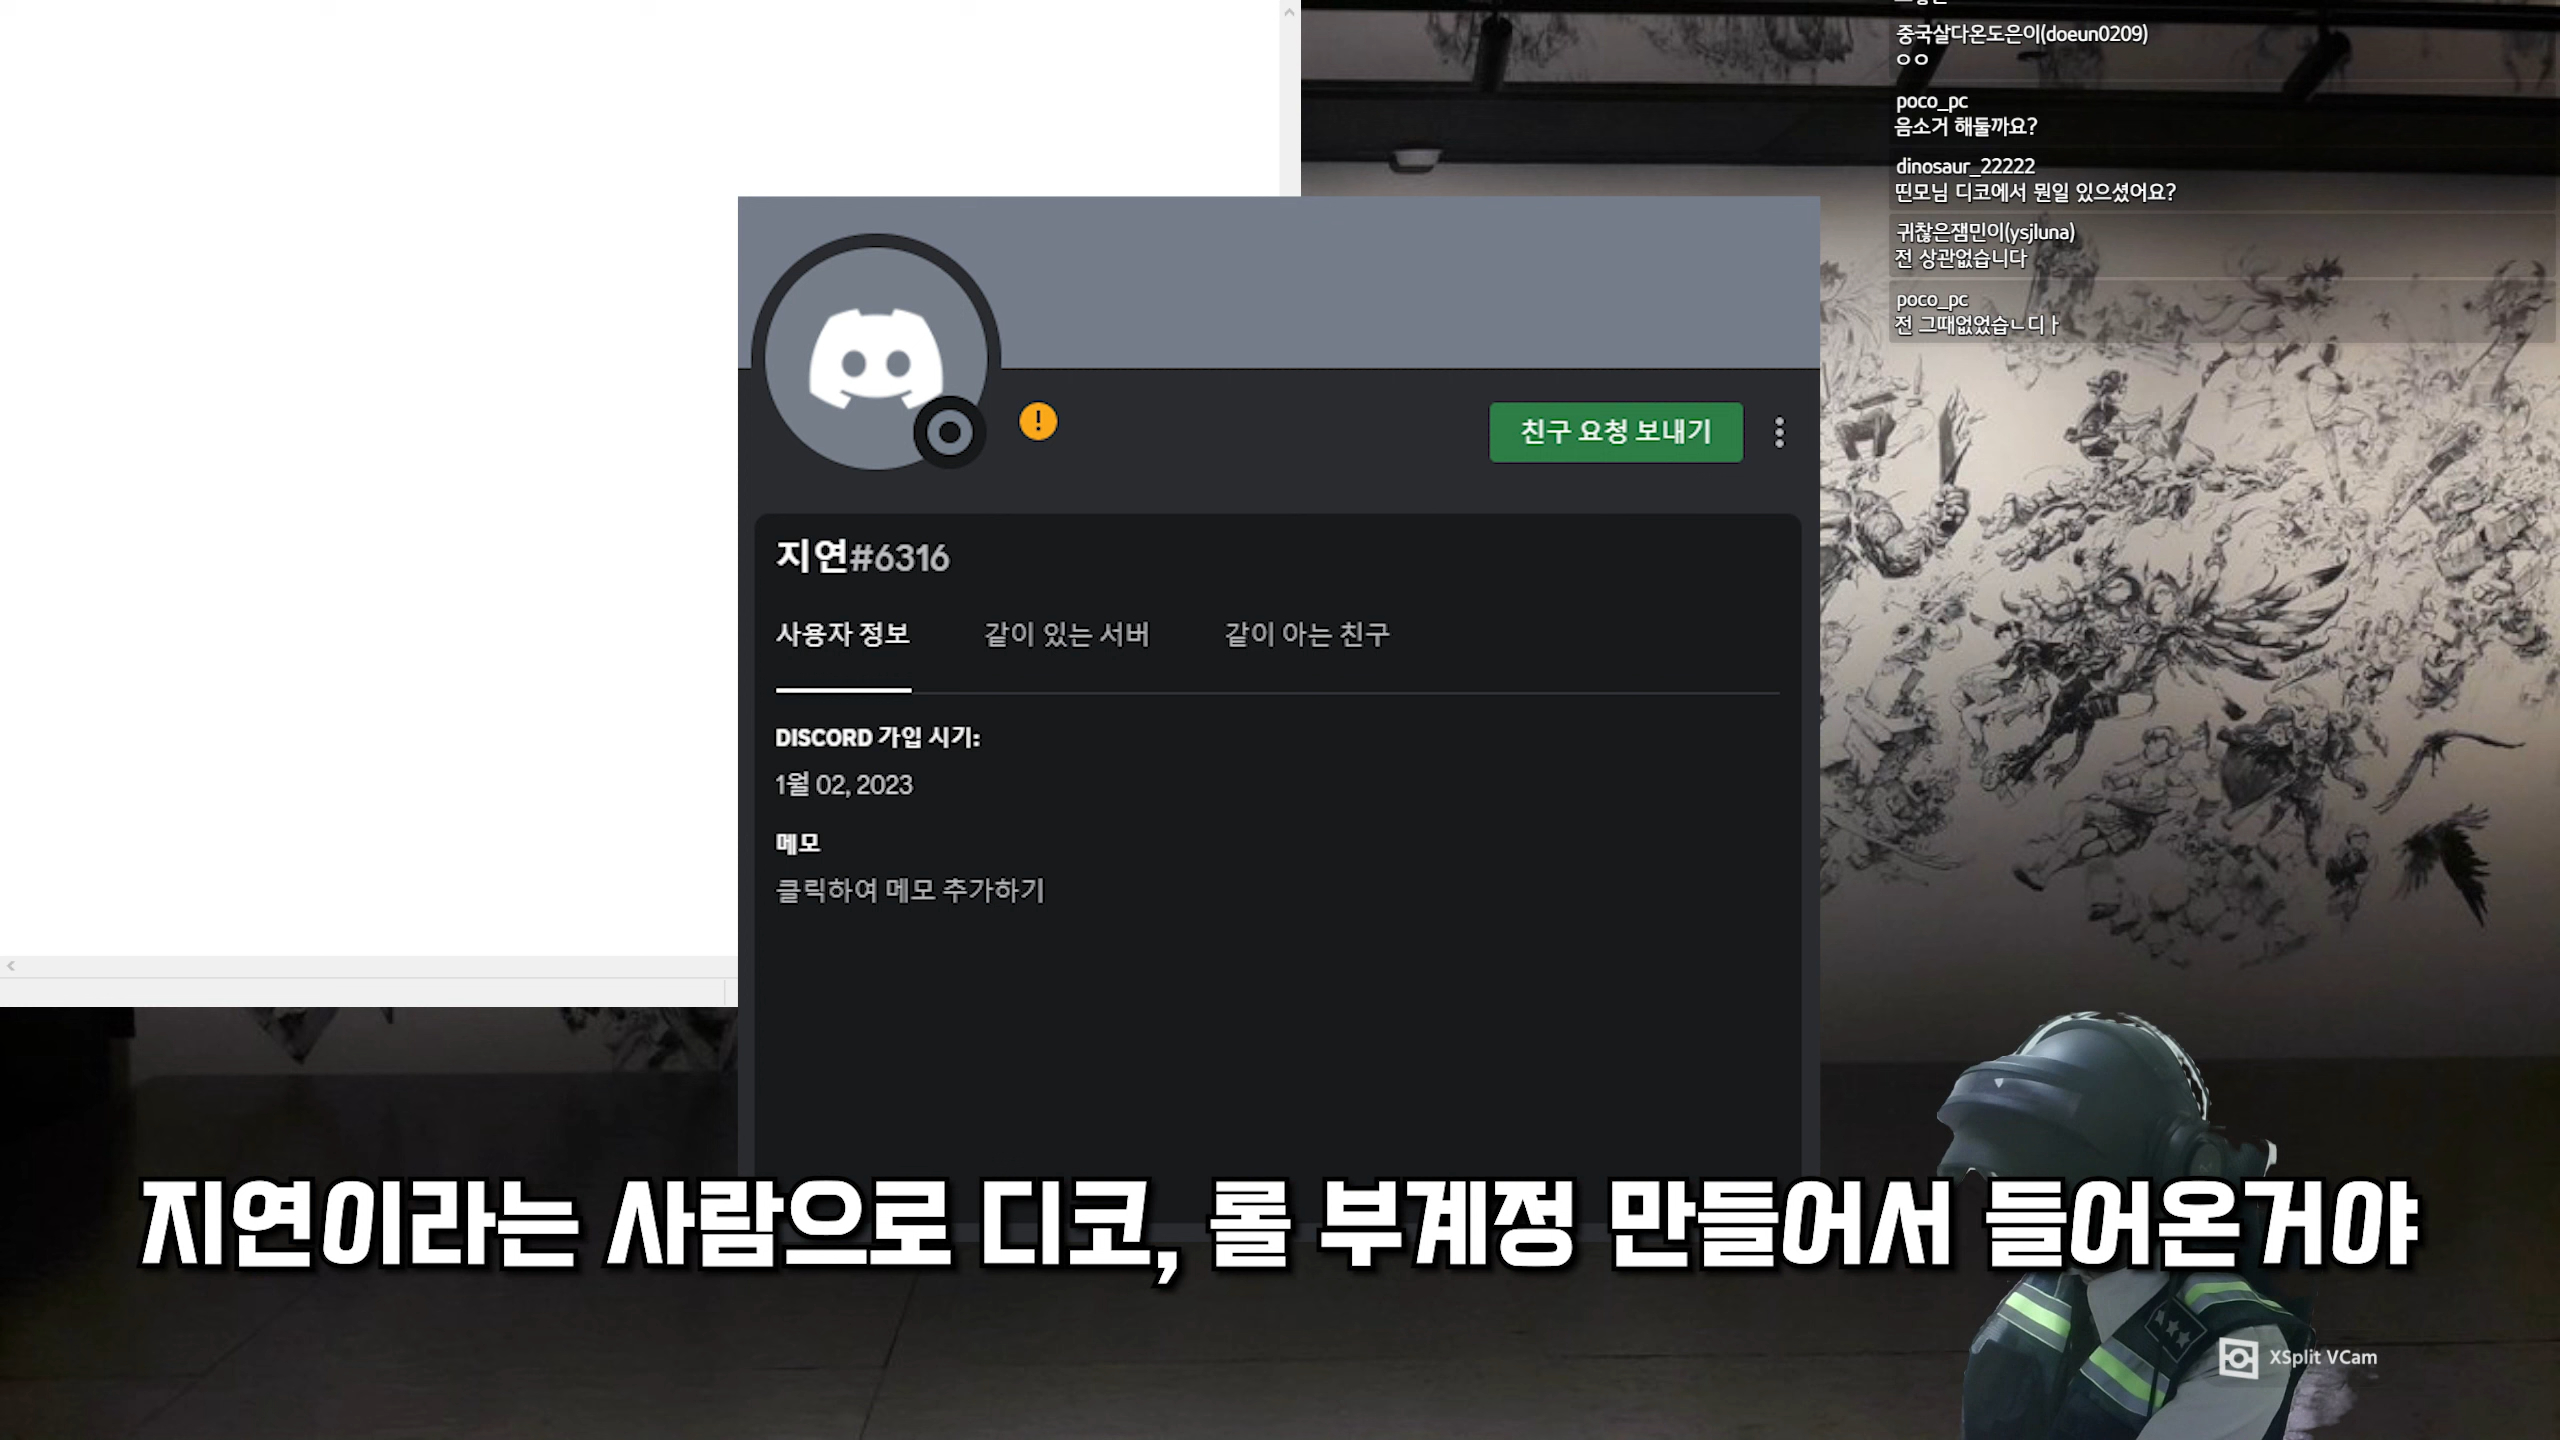 중국살다온도은이(doeun0209)
ㅇㅇ
poco_pc
음소거 해둘까요?
dinosaur_22222
띤모님 디코에서 뭔일 있으셨어요?
귀찮은잼민이(ysjluna)
전 상관없습니다
poco_pc
전 그때없었습ㄴ디ㅏ
친구 요청 보내기
지연#6316
사용자 정보
같이 있는 서버
같이 아는 친구
DISCORD 가입 시기:
1월 02, 2023
메모
클릭하여 메모 추가하기
지연이라는 사람으로 디코, 롤 부계정 만들어서 들어온거야
XSplit VCam